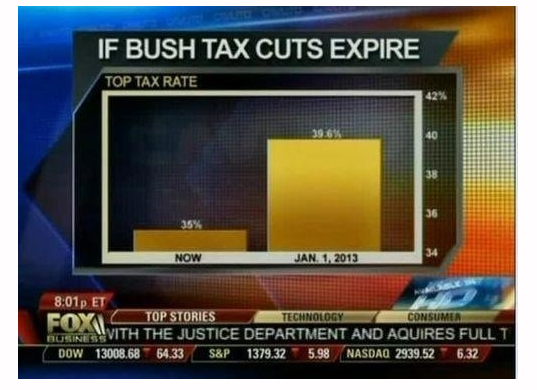 IF BUSH TAX CUTS EXPIRE
TOP TAX RATE
42%
40
38
36
34
39.6%
35%
NOW JAN. 1, 2013
8:01p ET
HD
TOP STORIES TECHNOLOGY CONSUMER
FOX
BUSINESS
WITH THE JUSTICE DEPARTMENT AND AQUIRES FULL T
DOW 13008.68 64.33 S&P 1379.32 5.98 NASDAQ 2939.52 6.32